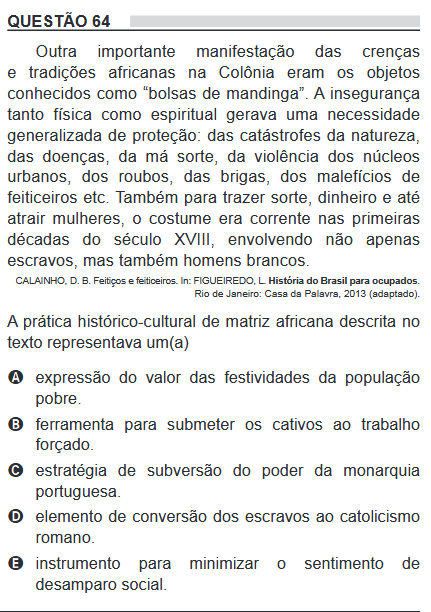 QUESTÃO 64
Outra importante manifestação das crenças
e tradições africanas na Colônia eram os objetos
conhecidos como “bolsas de mandinga”. A insegurança
tanto física como espiritual gerava uma necessidade
generalizada de proteção: das catástrofes da natureza,
das doenças, da má sorte, da violência dos núcleos
urbanos, dos roubos, das brigas, dos malefícios de
feiticeiros etc. Também para trazer sorte, dinheiro e até
atrair mulheres, o costume era corrente nas primeiras
décadas do século XVIII, envolvendo não apenas
escravos, mas também homens brancos.
CALAINHO, D. B. Feitiços e feiticeiros. In: FIGUEIREDO, L. História do Brasil para ocupados.
Rio de Janeiro: Casa da Palavra, 2013 (adaptado).
A prática histórico-cultural de matriz africana descrita no
texto representava um(a)
A expressão do valor das festividades da população
pobre.
B ferramenta para submeter os cativos ao trabalho
forçado.
C estratégia de subversão do poder da monarquia
portuguesa.
D elemento de conversão dos escravos ao catolicismo
romano.
E instrumento para minimizar o sentimento de
desamparo social.